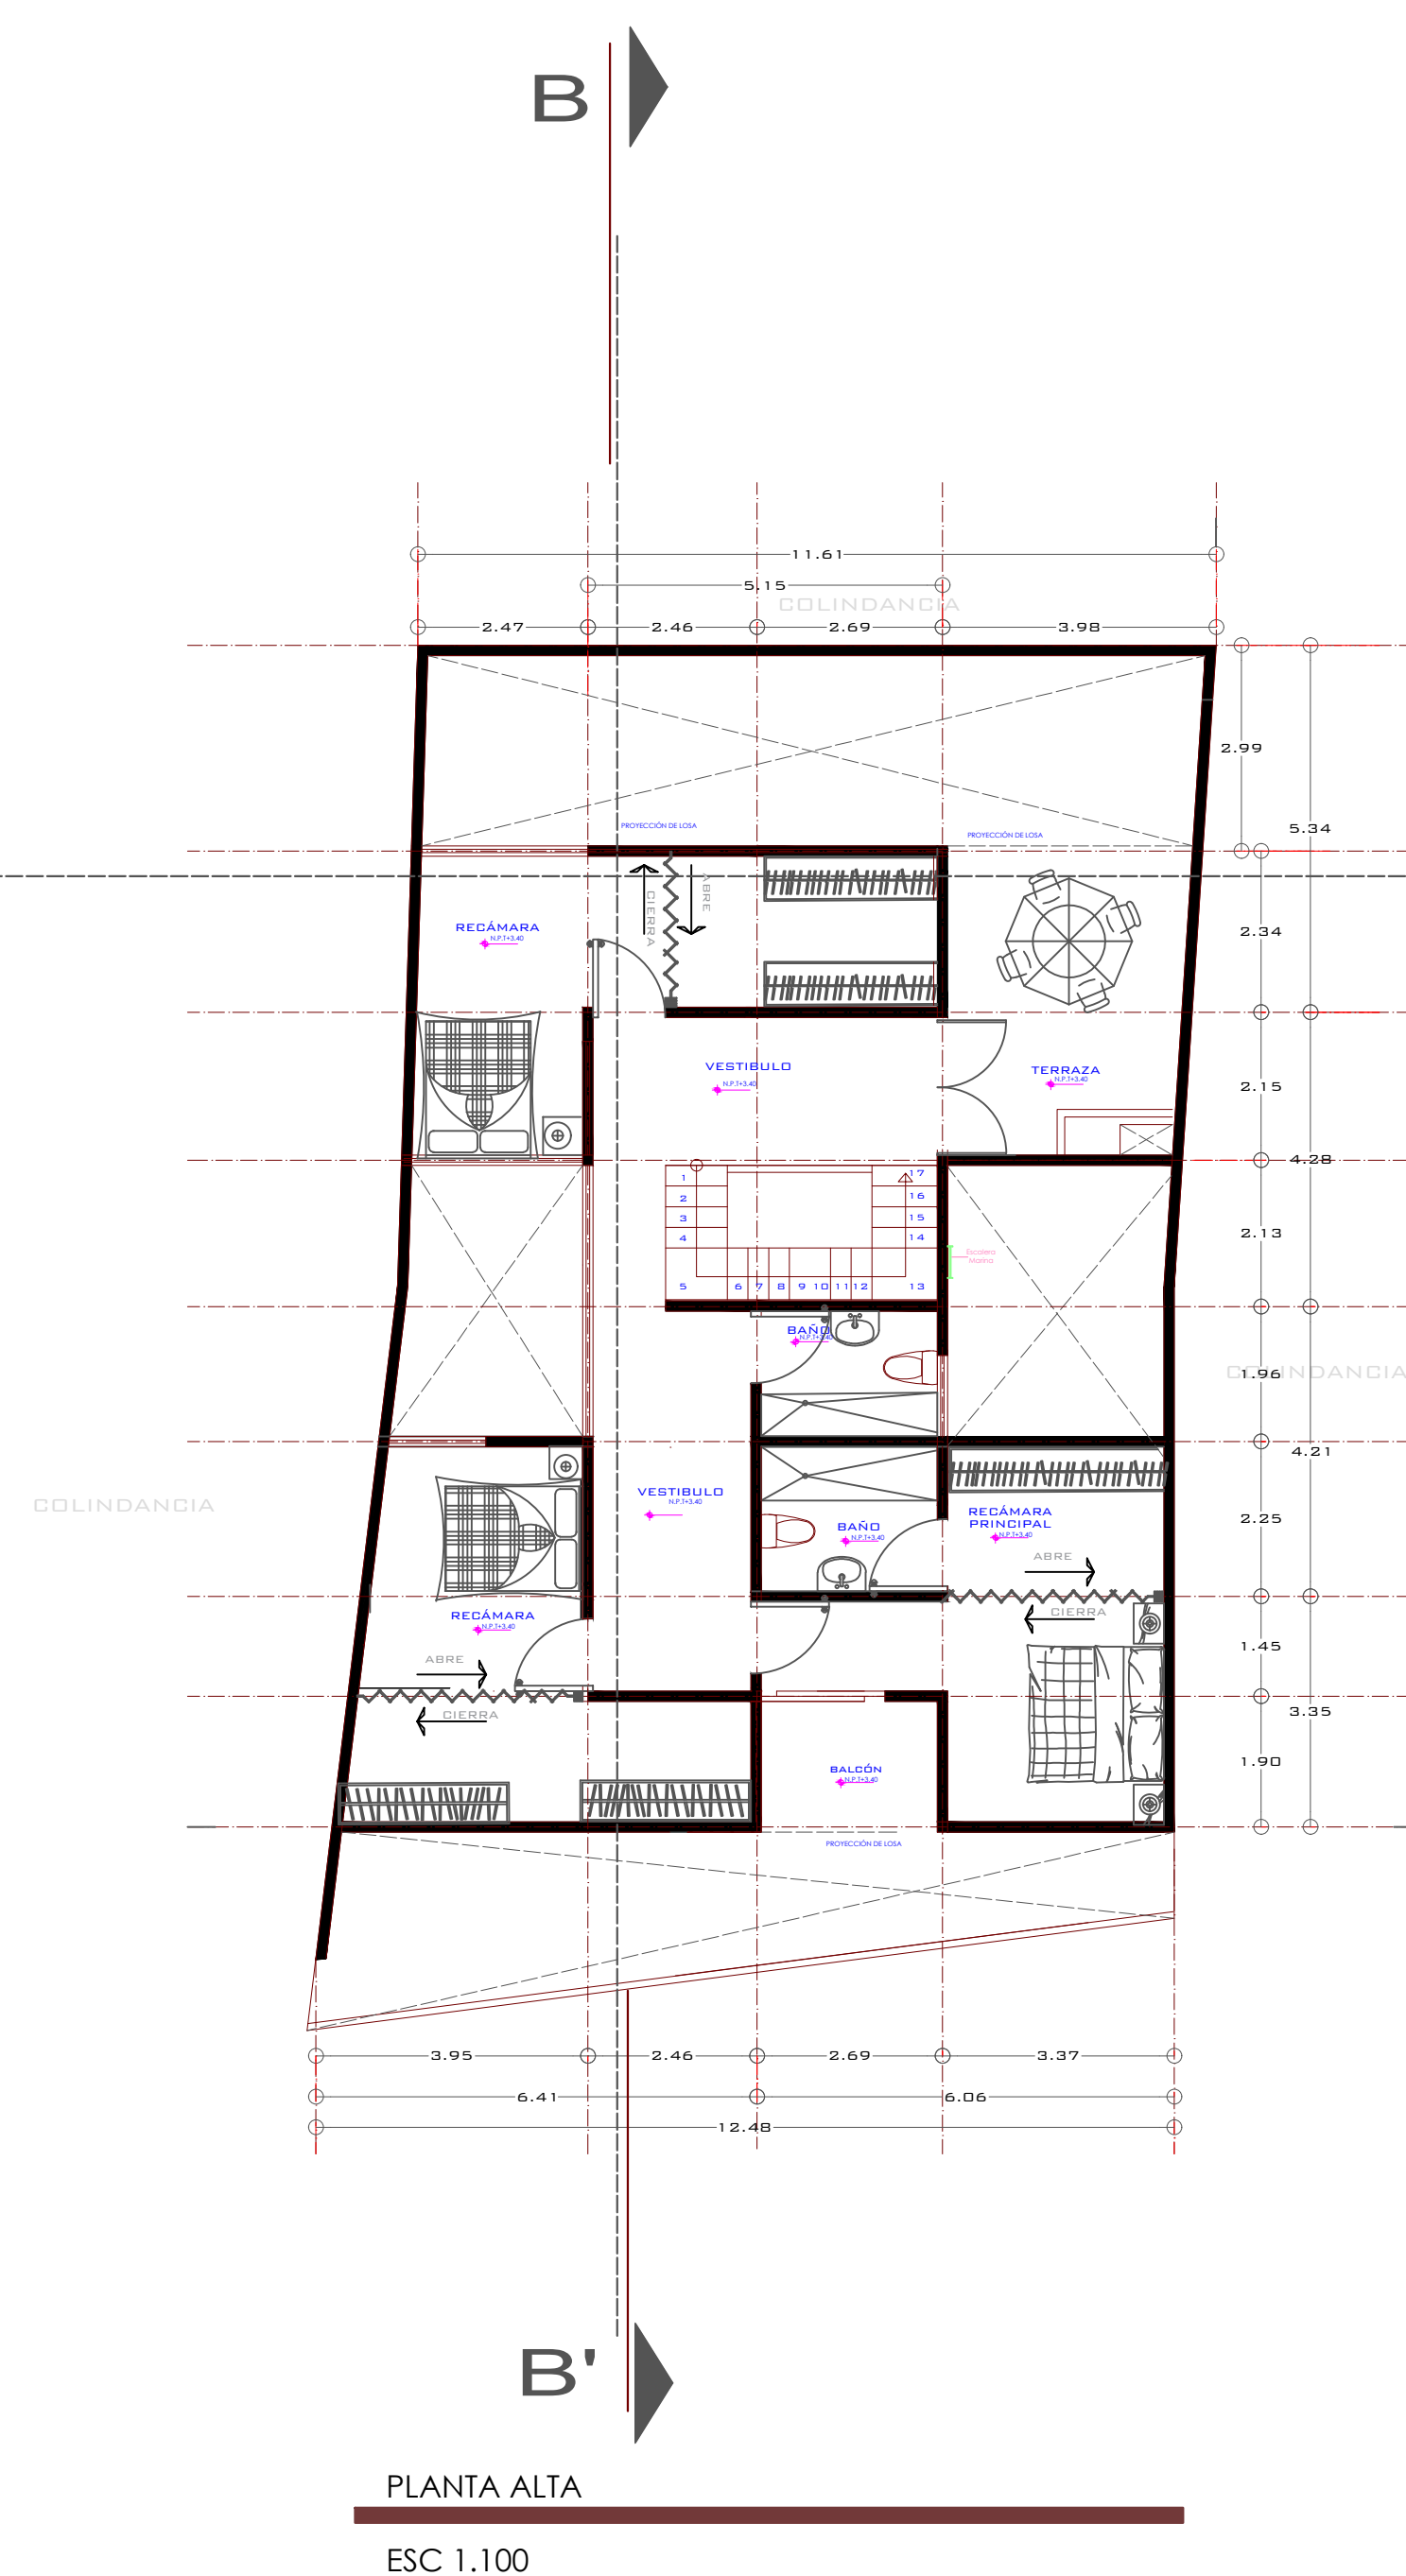 B
11.61
5.15
COLINDANCIA
2.47
2.46
2.69
3.98
2.99
5.34
PROYECCIÓN DE LOSA
PROYECCIÓN DE LOSA
ABRE
CIERRA
RECÁMARA
N.P.T+3.40
2.34
VESTIBULO
N.P.T+3.40
TERRAZA
N.P.T+3.40
2.15
4.28
1
2
3
4
5
6
7
8
9
10
11
12
13
14
15
16
17
Escalera
Marina
2.13
BAÑO
N.P.T+3.40
COLINDANCIA
1.96
4.21
COLINDANCIA
VESTIBULO
N.P.T+3.40
BAÑO
N.P.T+3.40
RECÁMARA
PRINCIPAL
N.P.T+3.40
2.25
ABRE
CIERRA
RECÁMARA
N.P.T+3.40
1.45
ABRE
CIERRA
3.35
BALCÓN
N.P.T+3.40
1.90
PROYECCIÓN DE LOSA
3.95
2.46
2.69
3.37
6.41
6.06
12.48
B'
PLANTA ALTA
ESC 1.100